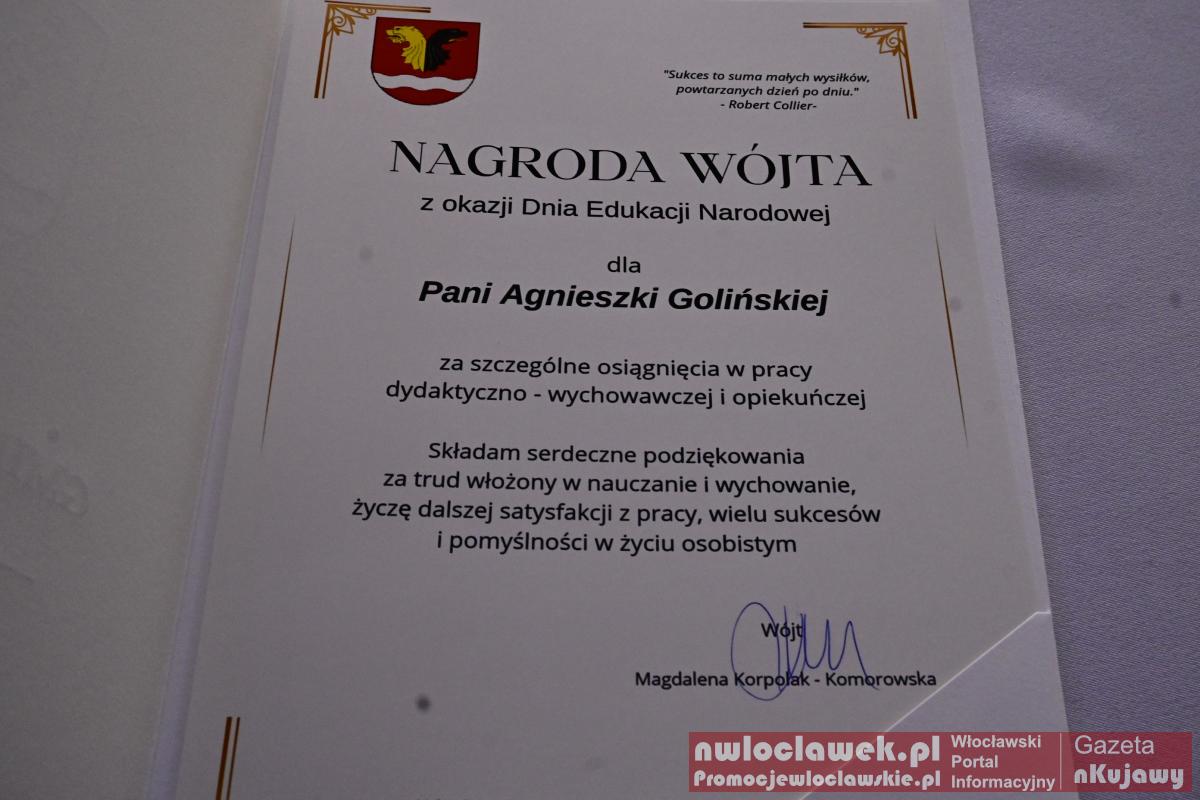 "Sukces to suma małych wysiłków,
powtarzanych dzień po dniu."
- Robert Collier-
NAGRODA WÓJTA
z okazji Dnia Edukacji Narodowej
dla
Pani Agnieszki Golińskiej
za szczególne osiągnięcia w pracy
dydaktyczno - wychowawczej i opiekuńczej
Składam serdeczne podziękowania
za trud włożony w nauczanie i wychowanie,
życzę dalszej satysfakcji z pracy, wielu sukcesów
i pomyślności w życiu osobistym
Wójt
Magdalena Korpolak - Komorowska
nwloclawek.pl
Promocjewloclawskie.pl
Włocławski
Portal
Informacyjny
Gazeta
nKujawy